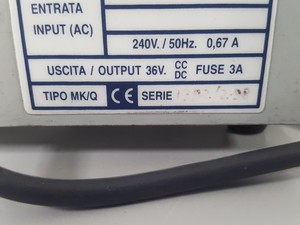 ENTRATA
INPUT (AC)
240V. / 50Hz. 0,67 A
USCITA / OUTPUT 36V. CC DC FUSE 3A
TIPO MK/Q CE SERIE